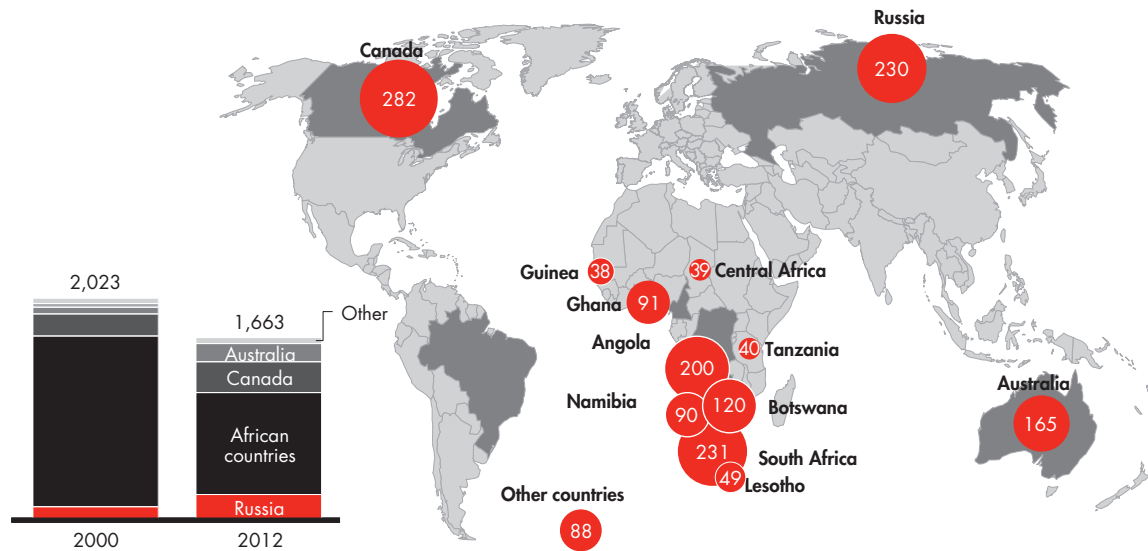 Russia
230
Canada
282
Guinea
38
39
Central Africa
Ghana
91
Angola
200
40
Tanzania
Namibia
90
120
Botswana
231
South Africa
49
Lesotho
Australia
165
Other countries
88
2,023
1,663
Other
Australia
Canada
African
countries
Russia
2000
2012